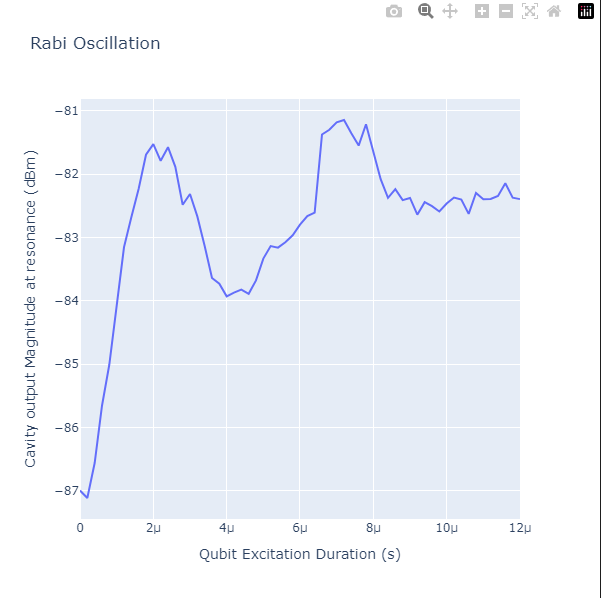 Rabi Oscillation
Cavity output Magnitude at resonance (dBm)
−81
−82
−83
−84
−85
−86
−87
0 2μ 4μ 6μ 8μ 10μ 12μ
Qubit Excitation Duration (s)